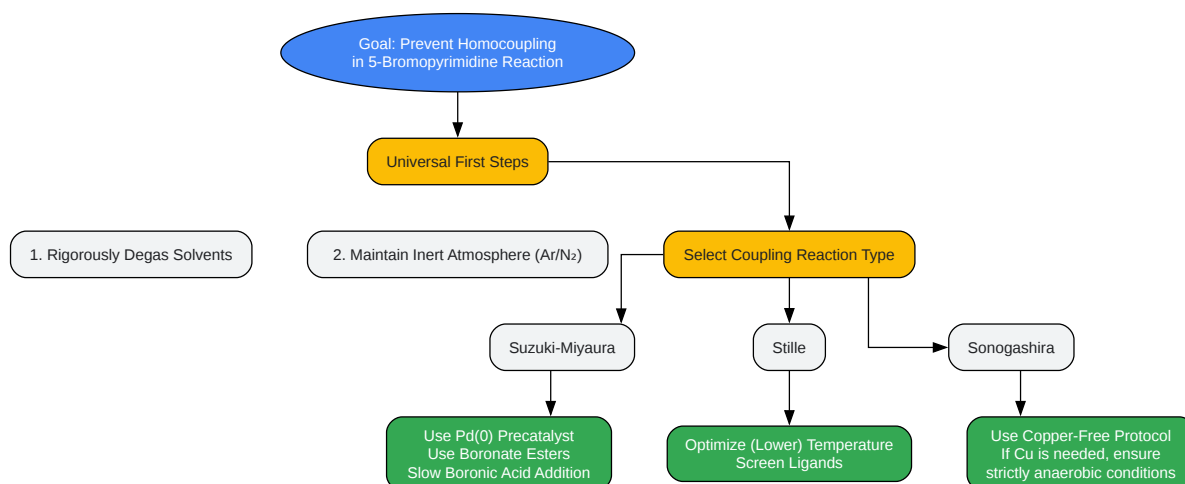 Goal: Prevent Homocoupling
in 5-Bromopyrimidine Reaction
Universal First Steps
1. Rigorously Degas Solvents
2. Maintain Inert Atmosphere (Ar/N₂)
Select Coupling Reaction Type
Suzuki-Miyaura
Stille
Sonogashira
Use Pd(0) Precatalyst
Use Boronate Esters
Slow Boronic Acid Addition
Optimize (Lower) Temperature
Screen Ligands
Use Copper-Free Protocol
If Cu is needed, ensure
strictly anaerobic conditions